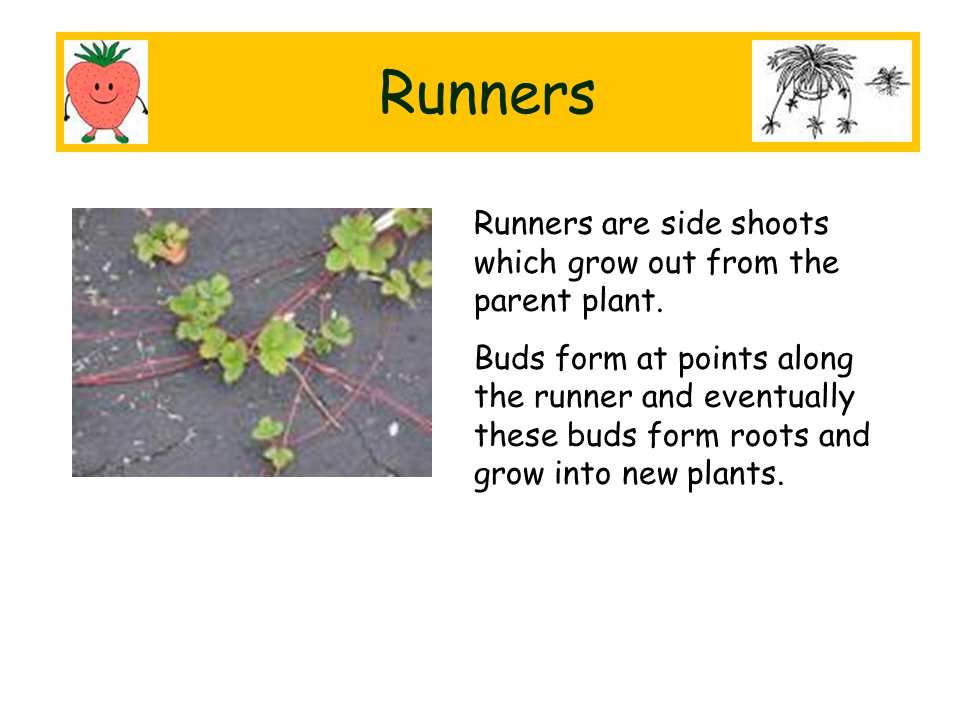 Runners
Runners are side shoots
which grow out from the
parent plant.
Buds form at points along
the runner and eventually
these buds form roots and
grow into new plants.